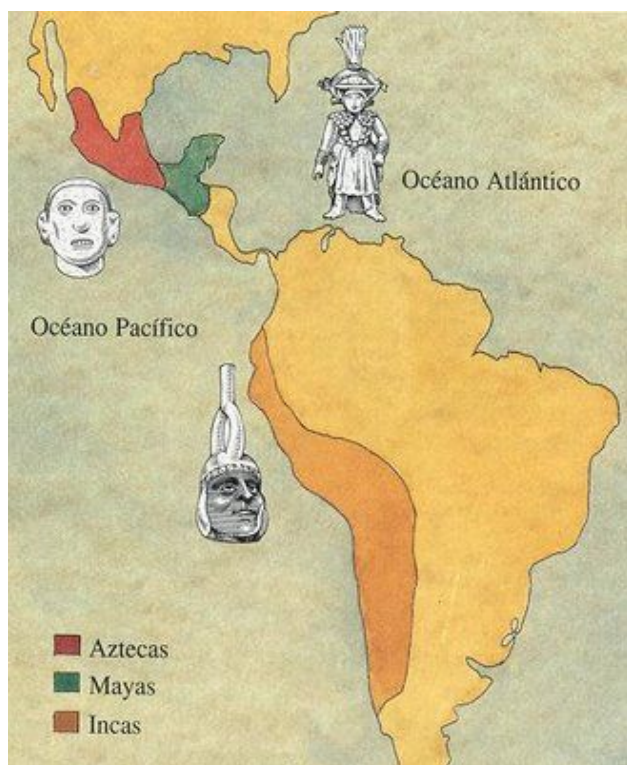 Océano Atlántico
Océano Pacífico
Aztecas
Mayas
Incas